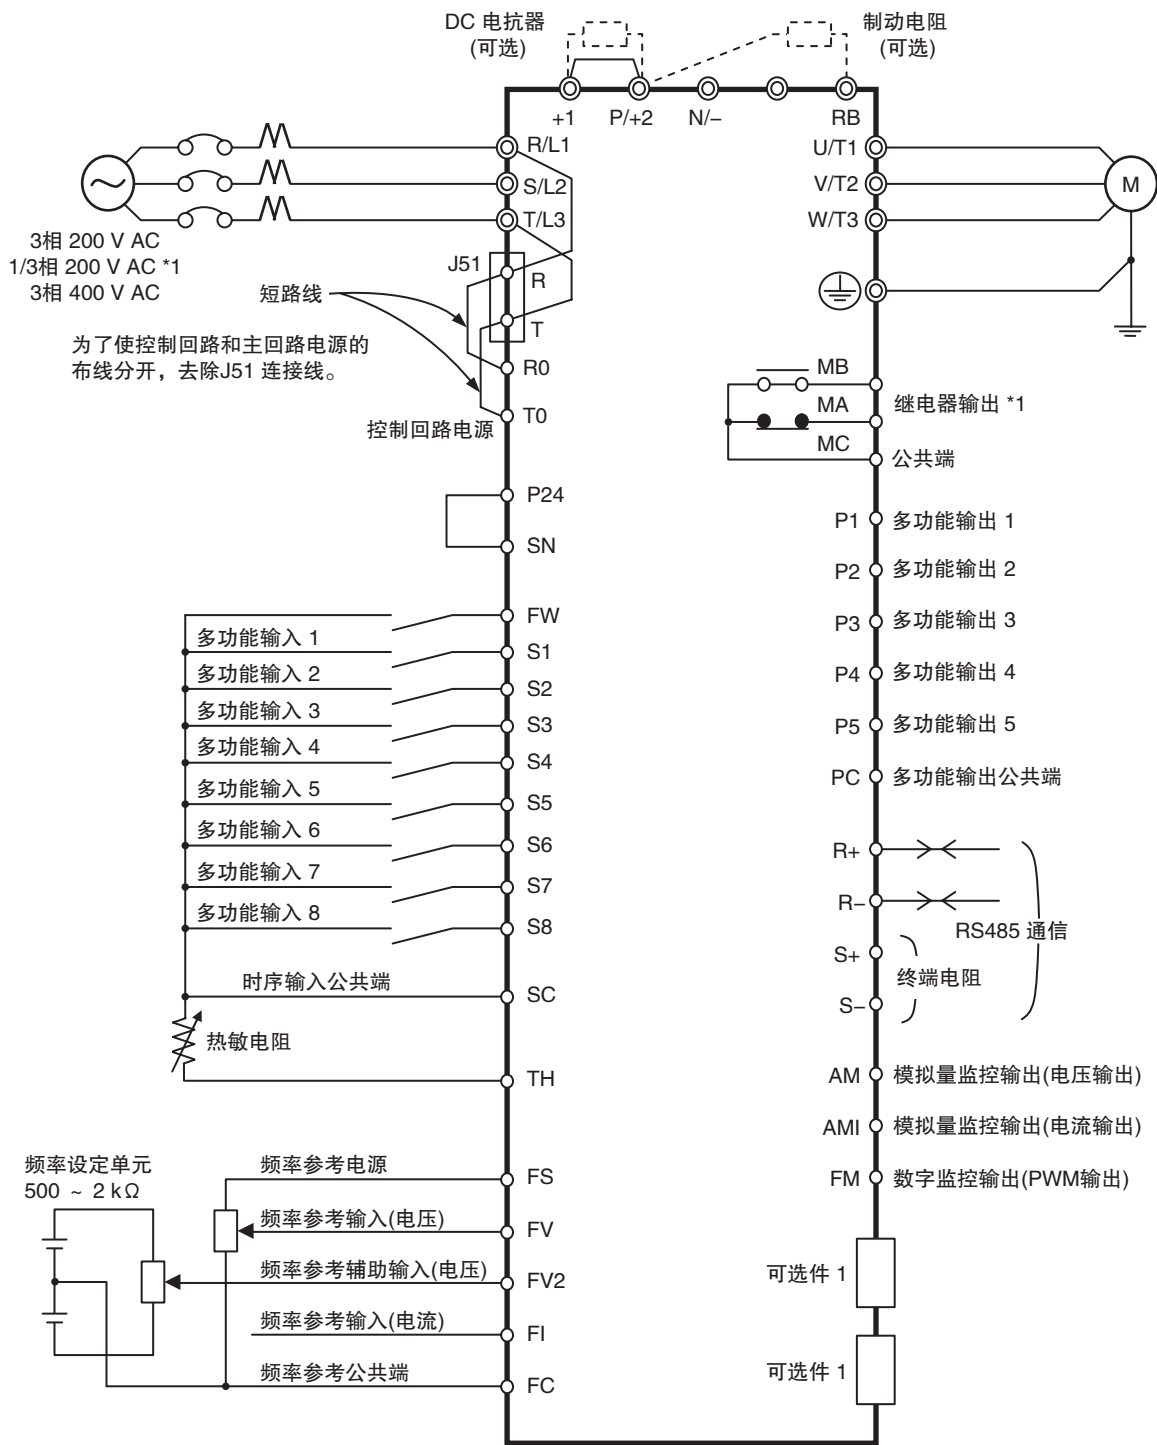 DC 电抗器
(可选)
制动电阻
(可选)
+1
P/+2
N/−
RB
R/L1
S/L2
T/L3
U/T1
V/T2
W/T3
M
3相 200 V AC
1/3相 200 V AC *1
3相 400 V AC
J51
R
T
短路线
为了使控制回路和主回路电源的
布线分开，去除J51 连接线。
R0
T0
控制回路电源
MB
MA
MC
继电器输出 *1
公共端
P24
SN
P1 多功能输出 1
P2 多功能输出 2
P3 多功能输出 3
P4 多功能输出 4
P5 多功能输出 5
PC 多功能输出公共端
FW
多功能输入 1
S1
多功能输入 2
S2
多功能输入 3
S3
多功能输入 4
S4
多功能输入 5
S5
多功能输入 6
S6
多功能输入 7
S7
多功能输入 8
S8
时序输入公共端
SC
热敏电阻
TH
R+
R−
RS485 通信
S+
终端电阻
S−
AM 模拟量监控输出(电压输出)
AMI 模拟量监控输出(电流输出)
FM 数字监控输出(PWM输出)
频率设定单元
500 ~ 2 kΩ
频率参考电源
FS
频率参考输入(电压)
FV
频率参考辅助输入(电压)
FV2
频率参考输入(电流)
FI
频率参考公共端
FC
可选件 1
可选件 1